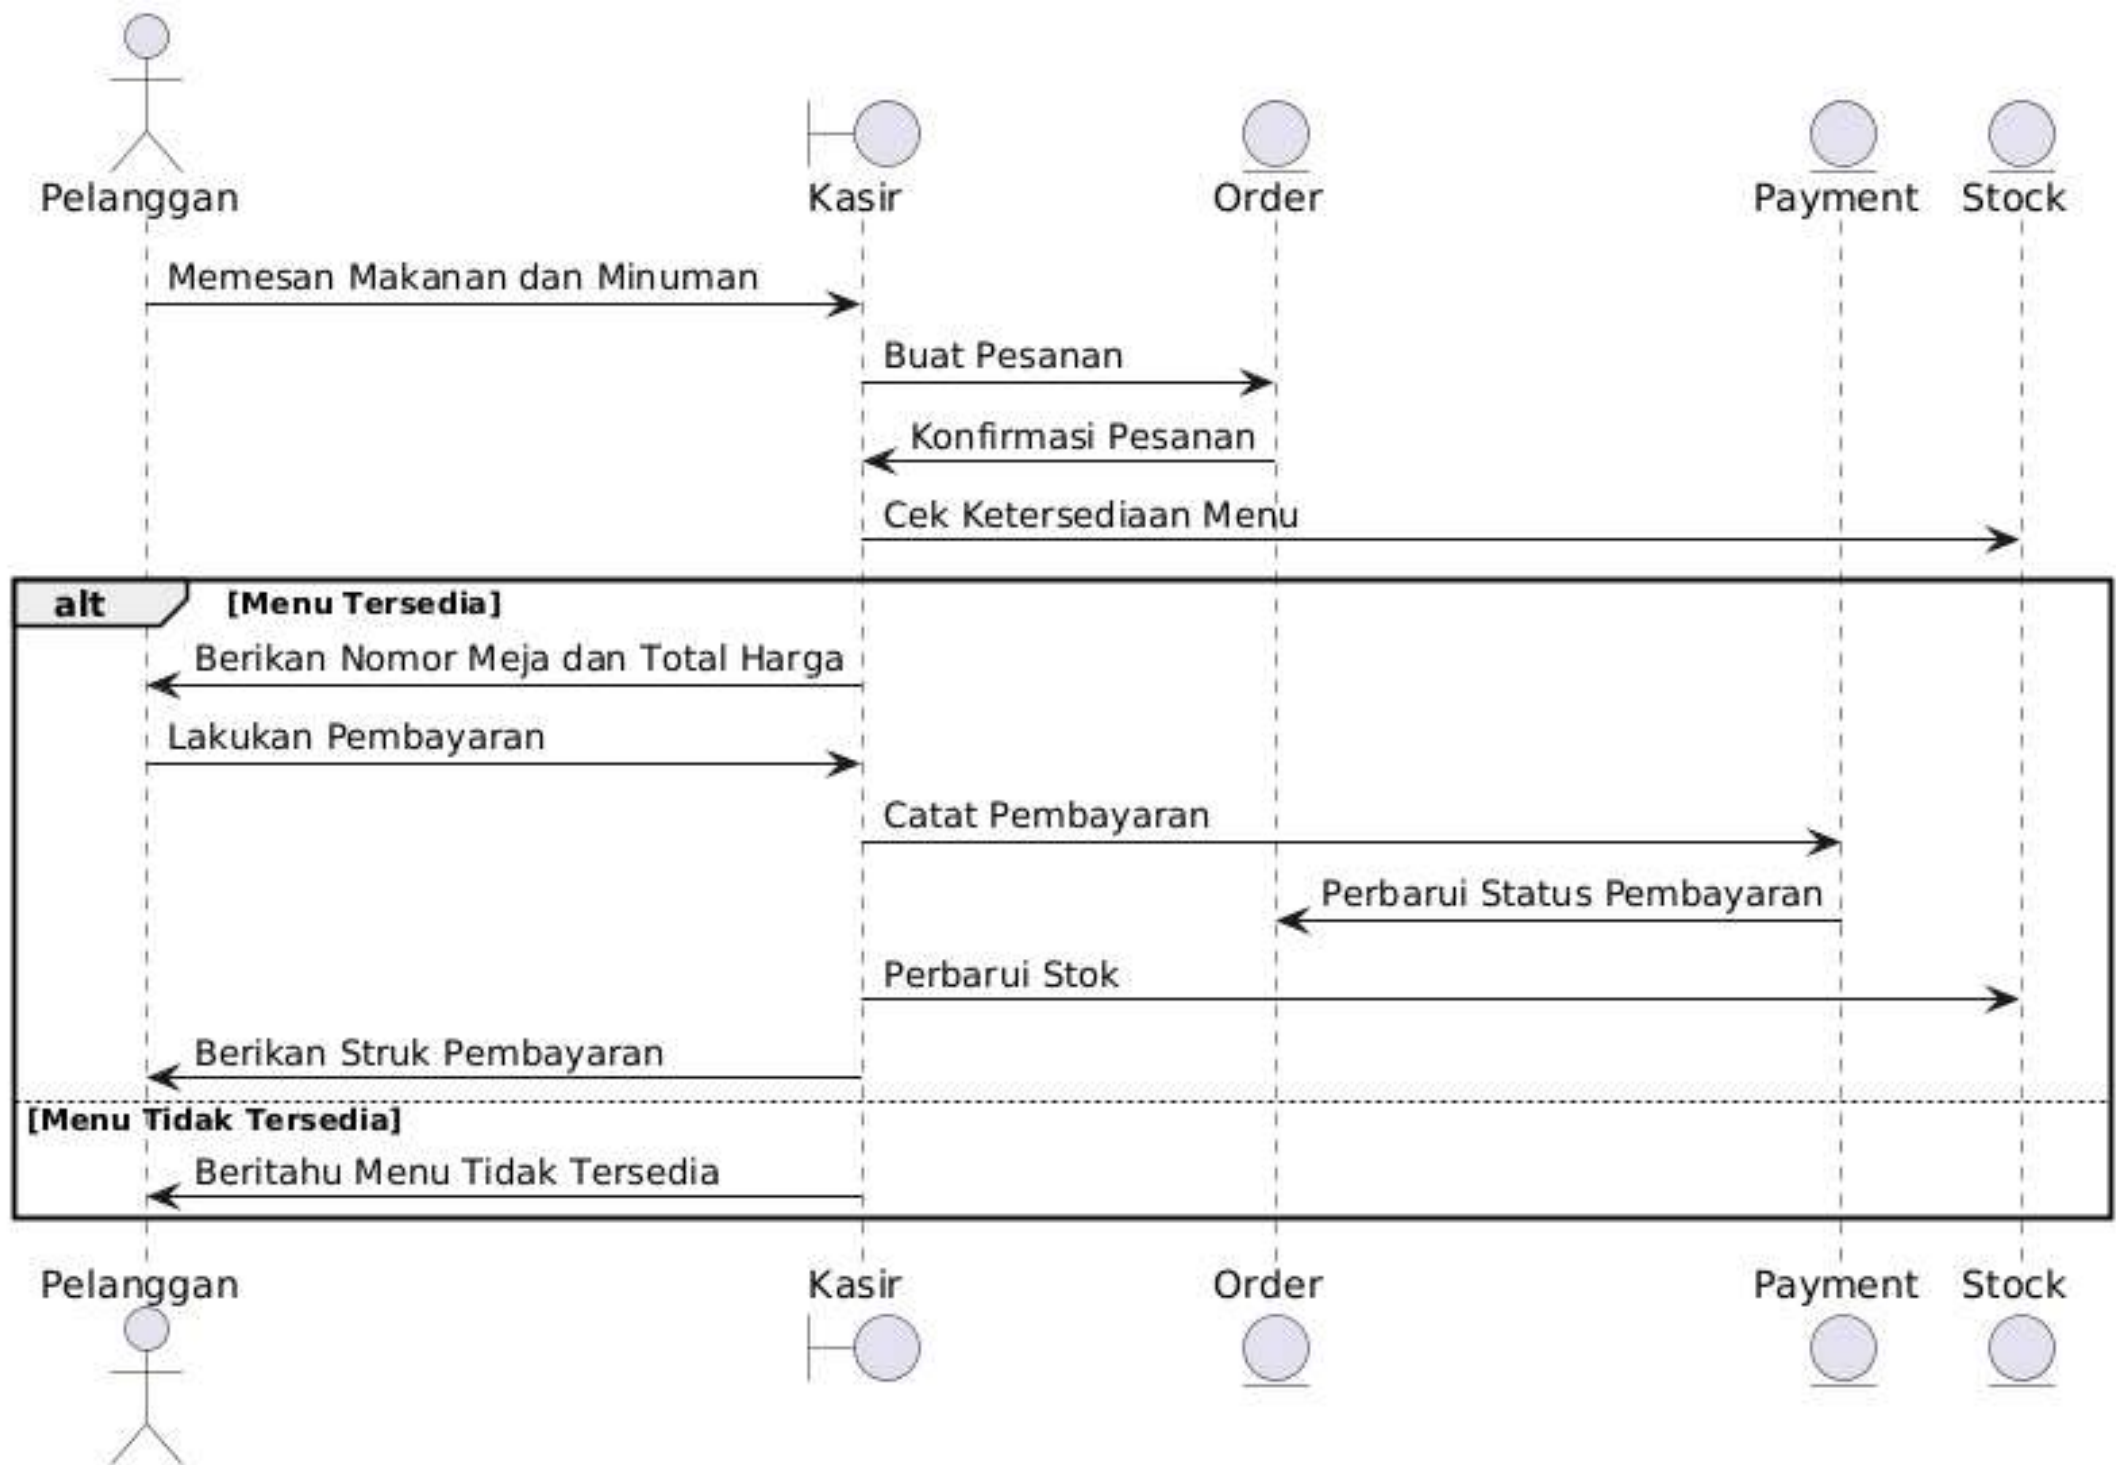 Pelanggan
Kasir
Order
Payment
Stock
Memesan Makanan dan Minuman
Buat Pesanan
Konfirmasi Pesanan
Cek Ketersediaan Menu
alt [Menu Tersedia]
Berikan Nomor Meja dan Total Harga
Lakukan Pembayaran
Catat Pembayaran
Perbarui Status Pembayaran
Perbarui Stok
Berikan Struk Pembayaran
[Menu Tidak Tersedia]
Beritahu Menu Tidak Tersedia
Pelanggan
Kasir
Order
Payment
Stock